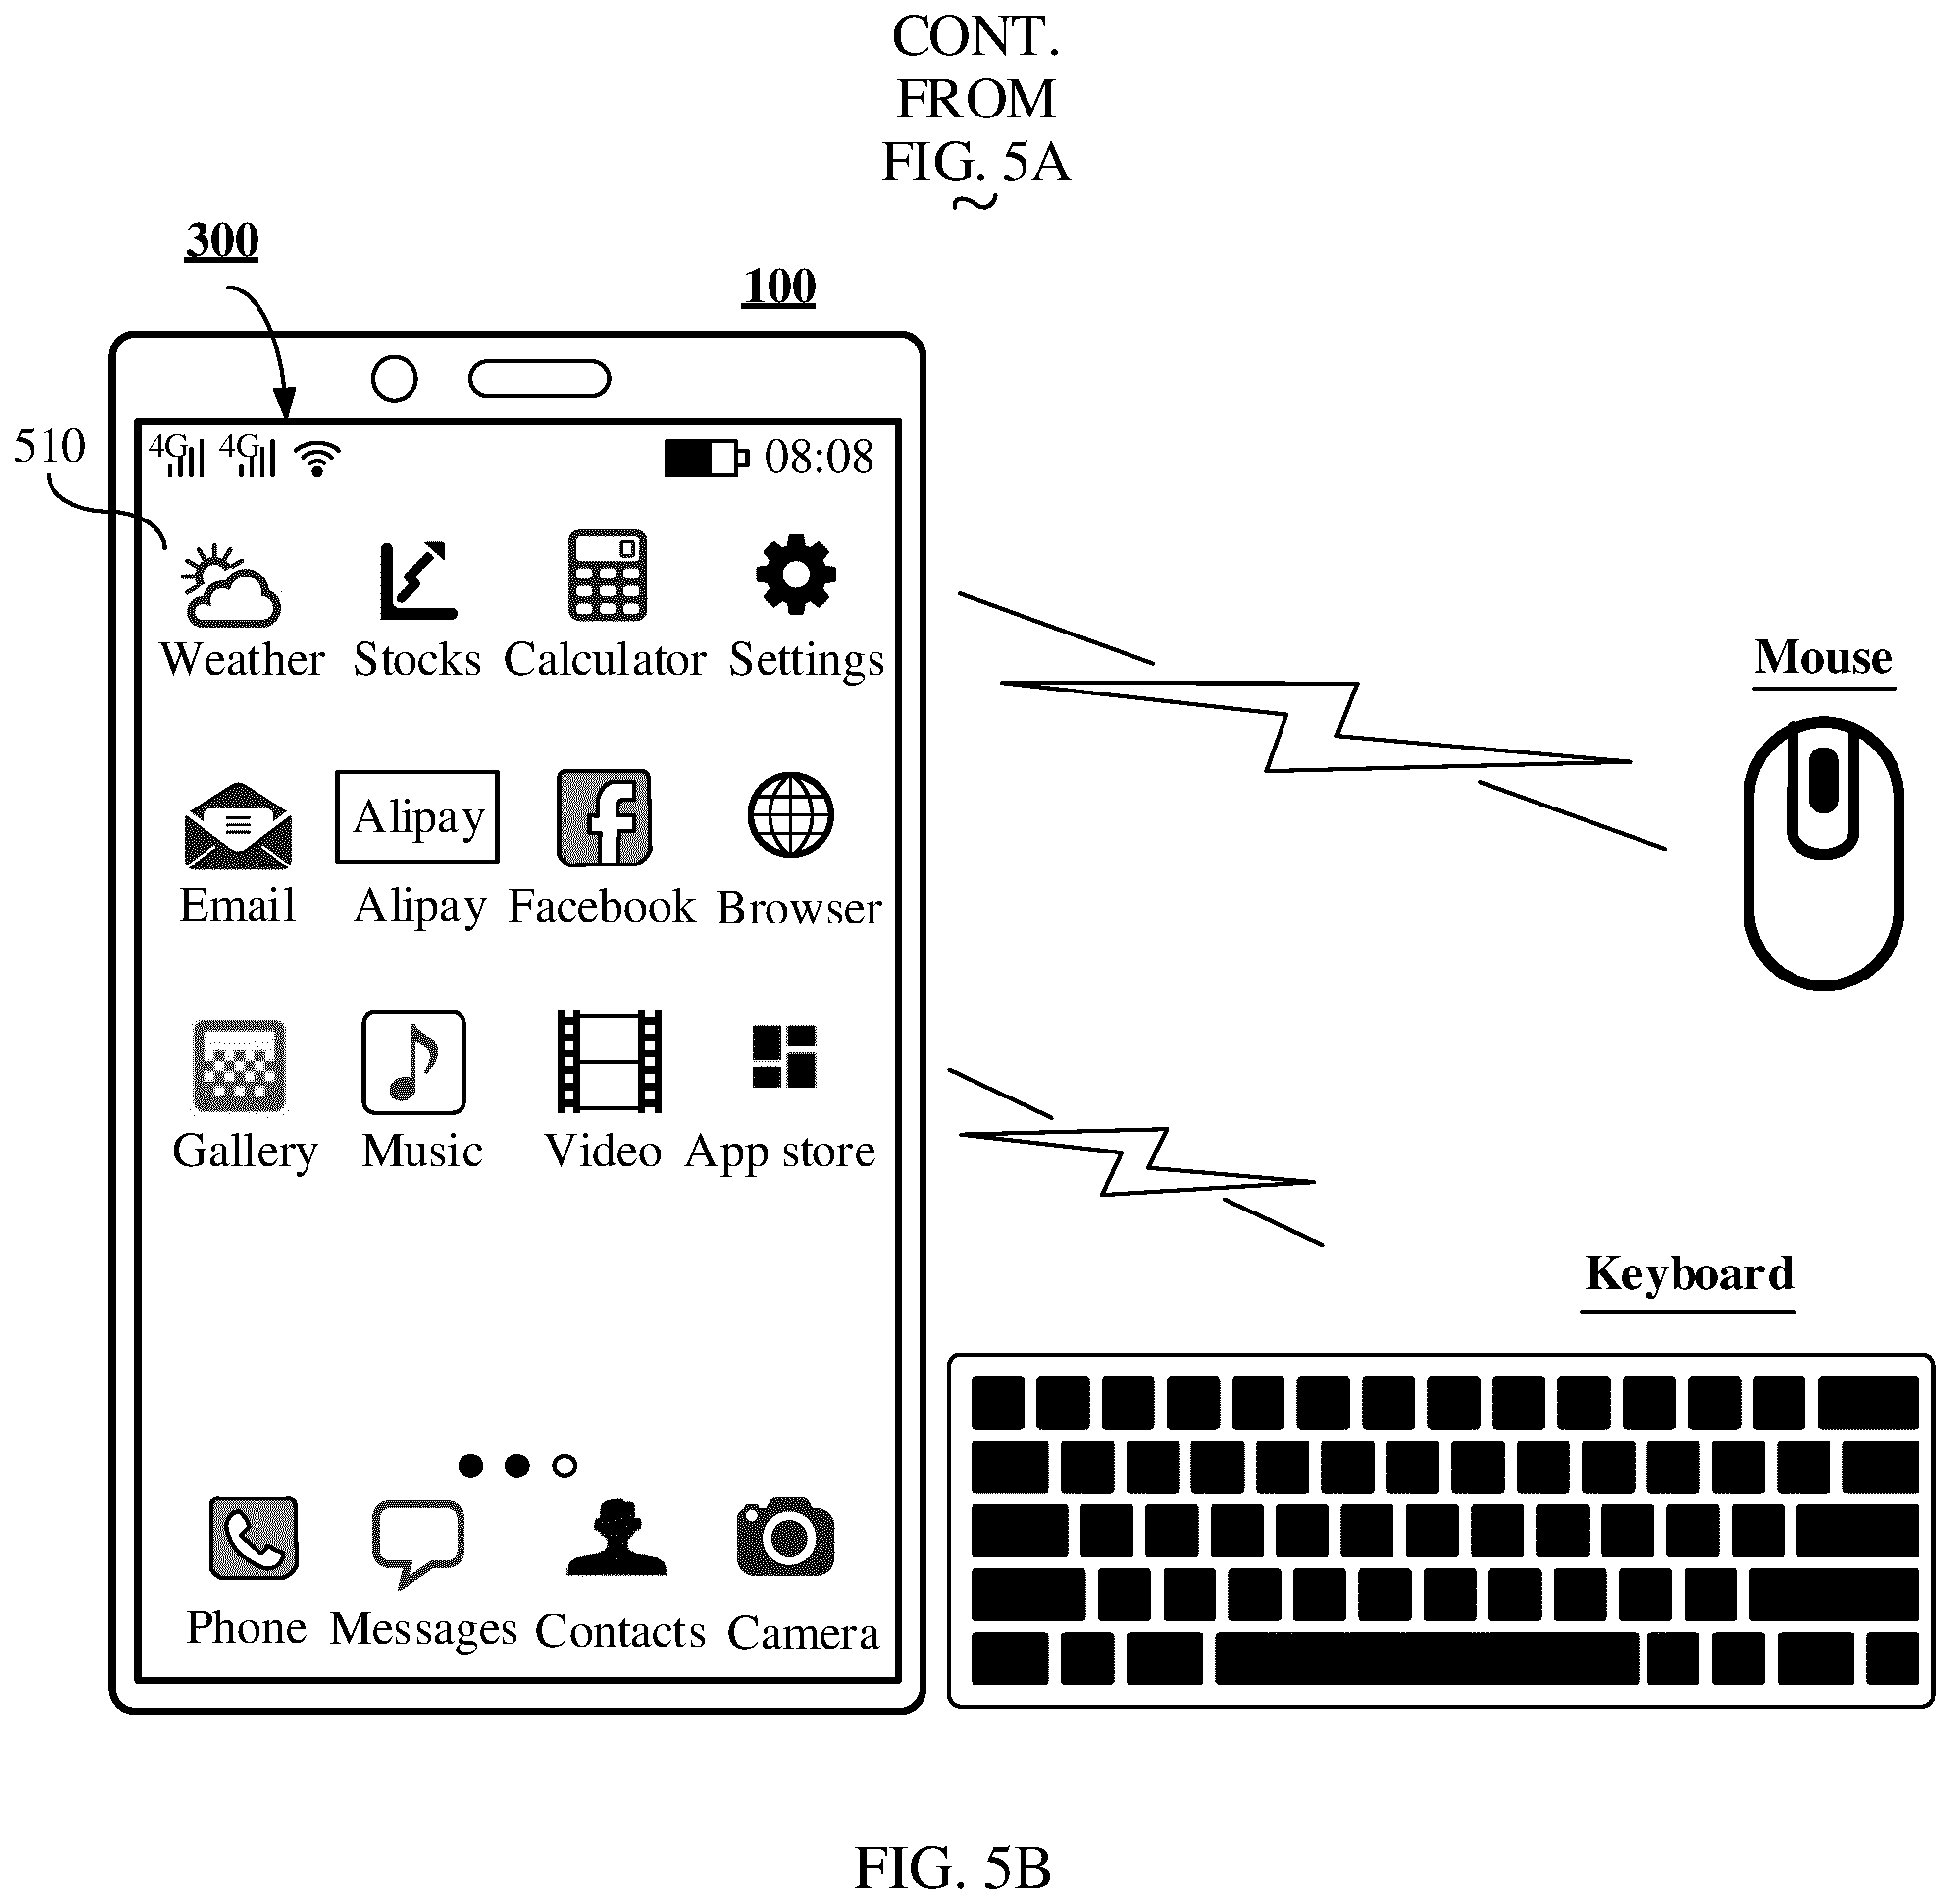 CONT.
FROM
FIG. 5A
300
100
510
4G 4G 08:08
Weather Stocks Calculator Settings
Mouse
Alipay
Email Alipay Facebook Browser
Gallery Music Video App store
Keyboard
Phone Messages Contacts Camera
FIG. 5B